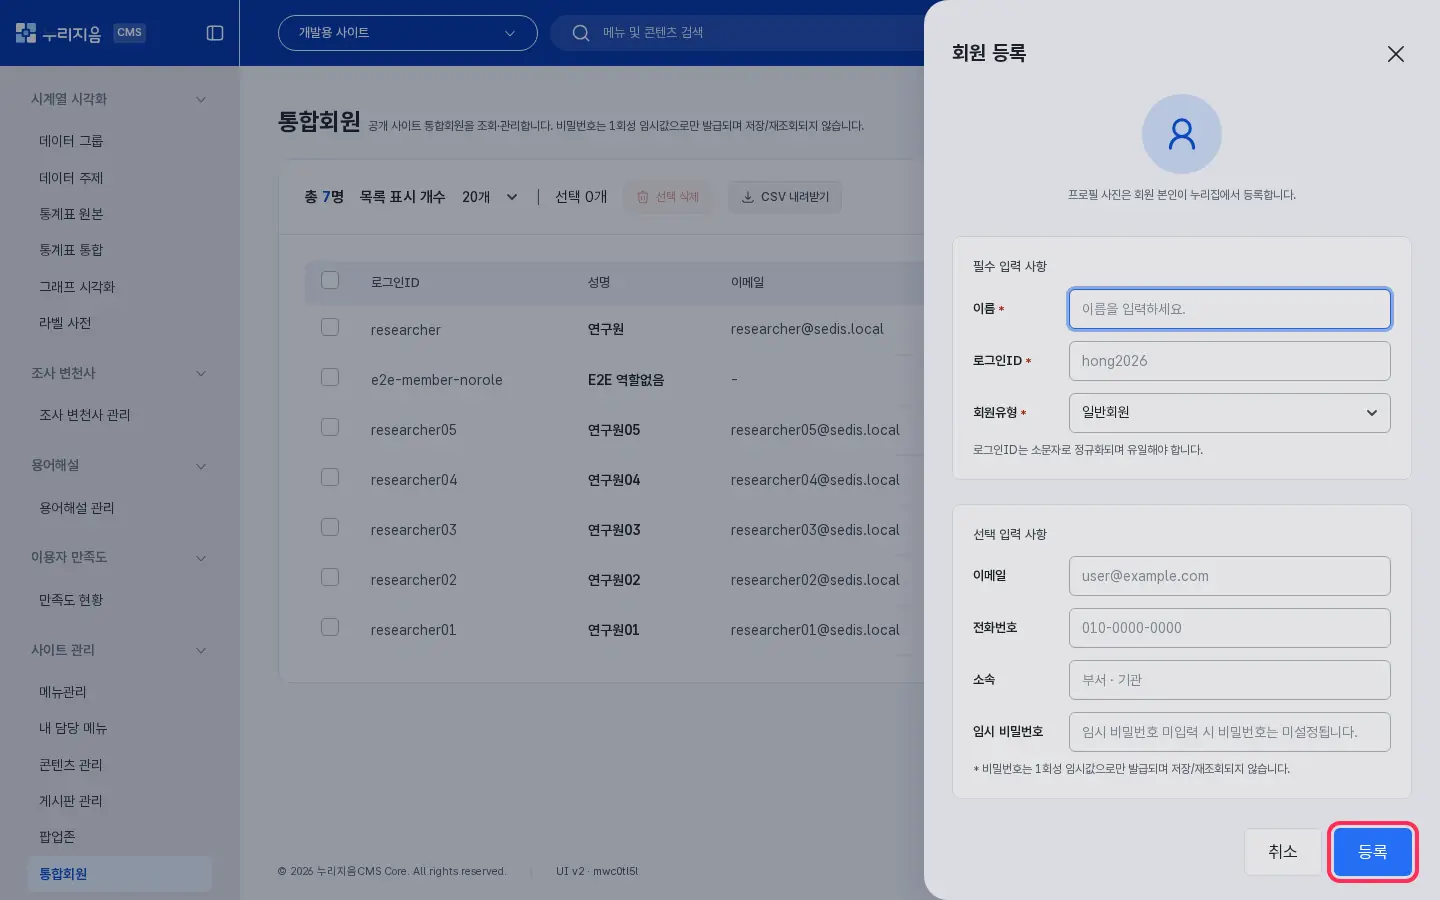 누리지음 CMS
개발용 사이트
메뉴 및 콘텐츠 검색
시계열 시각화
데이터 그룹
데이터 주제
통계표 원본
통계표 통합
그래프 시각화
라벨 사전
조사 변천사
조사 변천사 관리
용어해설
용어해설 관리
이용자 만족도
만족도 현황
사이트 관리
메뉴관리
내 담당 메뉴
콘텐츠 관리
게시판 관리
팝업존
통합회원
통합회원 공개 사이트 통합회원을 조회·관리합니다. 비밀번호는 1회성 임시값으로만 발급되며 저장/재조회되지 않습니다.
총 7명 목록 표시 개수 20개 | 선택 0개 선택 삭제 CSV 내려받기
로그인ID 성명 이메일
researcher 연구원 researcher@sedis.local
e2e-member-norole E2E 역할없음 -
researcher05 연구원05 researcher05@sedis.local
researcher04 연구원04 researcher04@sedis.local
researcher03 연구원03 researcher03@sedis.local
researcher02 연구원02 researcher02@sedis.local
researcher01 연구원01 researcher01@sedis.local
© 2026 누리지음CMS Core. All rights reserved. UI v2 · mwc0tl5l
회원 등록
프로필 사진은 회원 본인이 누리집에서 등록합니다.
필수 입력 사항
이름 * 이름을 입력하세요.
로그인ID * hong2026
회원유형 * 일반회원
로그인ID는 소문자로 정규화되며 유일해야 합니다.
선택 입력 사항
이메일 user@example.com
전화번호 010-0000-0000
소속 부서 · 기관
임시 비밀번호 임시 비밀번호 미입력 시 비밀번호는 미설정됩니다.
* 비밀번호는 1회성 임시값으로만 발급되며 저장/재조회되지 않습니다.
취소 등록